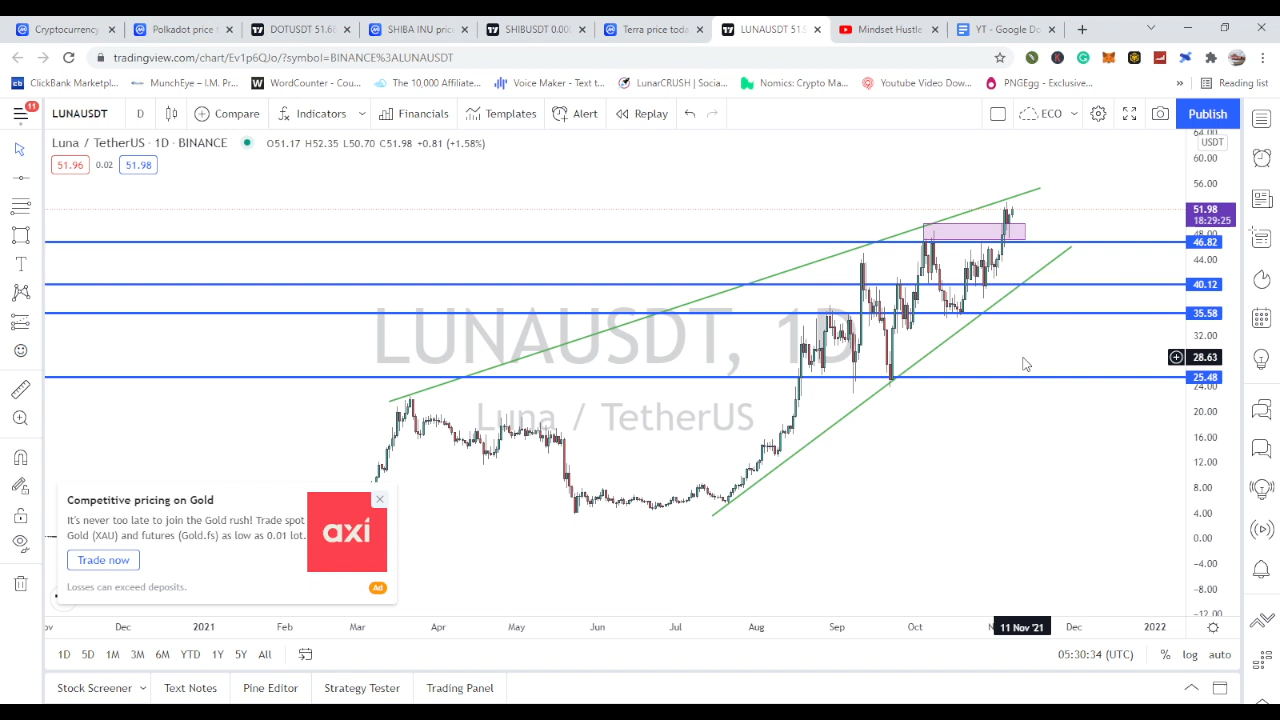 Cryptocurrency
Polkadot price
DOTUSDT 51.6
SHIBA INU pric
SHIBUSDT 0.00
Terra price toda
LUNAUSDT 51.
Mindset Hustle
YT - Google Do
tradingview.com/chart/Ev1p6QJo/?symbol=BINANCE%3ALUNAUSDT
ClickBank Marketpl...
MunchEye – I.M. Pr...
WordCounter - Cou...
The 10,000 Affiliate...
Voice Maker - Text t...
LunarCRUSH | Socia...
Nomics: Crypto Ma...
Youtube Video Dow...
PNGEgg - Exclusive...
»
Reading list
11
LUNAUSDT
D
Compare
Indicators
Financials
Templates
Alert
Replay
ECO
Publish
Luna / TetherUS · 1D · BINANCE
O51.17 H52.35 L50.70 C51.98 +0.81 (+1.58%)
51.96
0.02
51.98
64.00
USDT
60.00
56.00
51.98
18:29:25
48.00
46.82
44.00
40.12
35.58
32.00
28.63
25.48
24.00
20.00
16.00
12.00
8.00
4.00
0.00
−4.00
−8.00
−12.00
LUNAUSDT, 1D
Luna / TetherUS
Competitive pricing on Gold
It's never too late to join the Gold rush! Trade spot
Gold (XAU) and futures (Gold.fs) as low as 0.01 lot.
Trade now
Losses can exceed deposits.
axi
Ad
Dec
2021
Feb
Mar
Apr
May
Jun
Jul
Aug
Sep
Oct
11 Nov '21
Dec
2022
1D
5D
1M
3M
6M
YTD
1Y
5Y
All
05:30:34 (UTC)
%
log
auto
Stock Screener
Text Notes
Pine Editor
Strategy Tester
Trading Panel